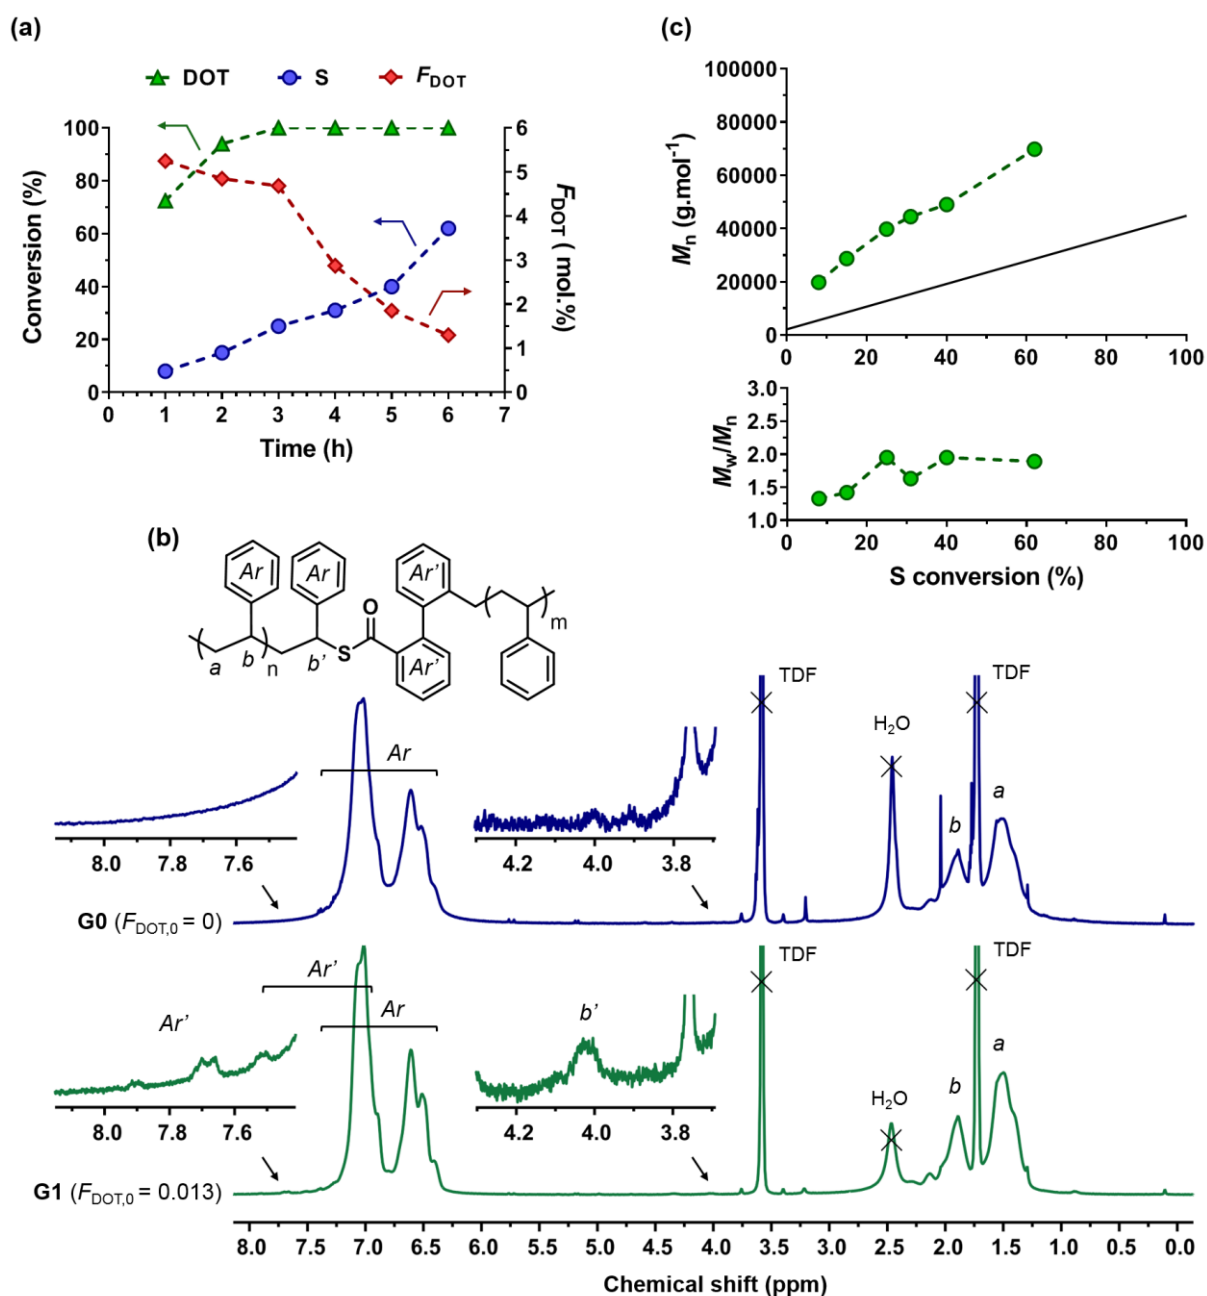 (a)
DOT
S
F_DOT
100
80
60
40
20
0
Conversion (%)
6
5
4
3
2
1
0
F_DOT ( mol.%)
0 1 2 3 4 5 6 7
Time (h)
(c)
100000
80000
60000
40000
20000
0
M_n (g.mol⁻¹)
0 20 40 60 80 100
3.0
2.5
2.0
1.5
1.0
M_w/M_n
0 20 40 60 80 100
S conversion (%)
(b)
Ar
Ar
Ar'
Ar'
O
S
a
b
n
b'
m
TDF
H₂O
TDF
Ar
b
a
8.0 7.8 7.6
4.2 4.0 3.8
G0 (F_DOT,0 = 0)
TDF
H₂O
TDF
Ar'
Ar'
Ar
b'
b
a
8.0 7.8 7.6
4.2 4.0 3.8
G1 (F_DOT,0 = 0.013)
8.0 7.5 7.0 6.5 6.0 5.5 5.0 4.5 4.0 3.5 3.0 2.5 2.0 1.5 1.0 0.5 0.0
Chemical shift (ppm)